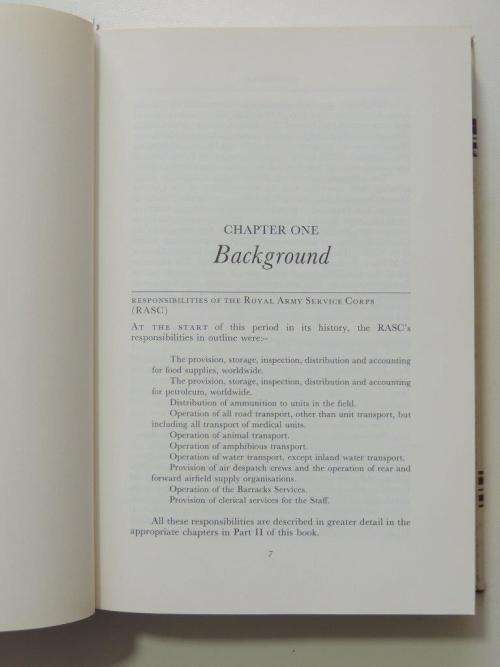 CHAPTER ONE
Background
RESPONSIBILITIES OF THE ROYAL ARMY SERVICE CORPS
(RASC)
AT THE START of this period in its history, the RASC's
responsibilities in outline were:–
The provision, storage, inspection, distribution and accounting
for food supplies, worldwide.
The provision, storage, inspection, distribution and accounting
for petroleum, worldwide.
Distribution of ammunition to units in the field.
Operation of all road transport, other than unit transport, but
including all transport of medical units.
Operation of animal transport.
Operation of amphibious transport.
Operation of water transport, except inland water transport.
Provision of air despatch crews and the operation of rear and
forward airfield supply organisations.
Operation of the Barracks Services.
Provision of clerical services for the Staff.
All these responsibilities are described in greater detail in the
appropriate chapters in Part II of this book.
7